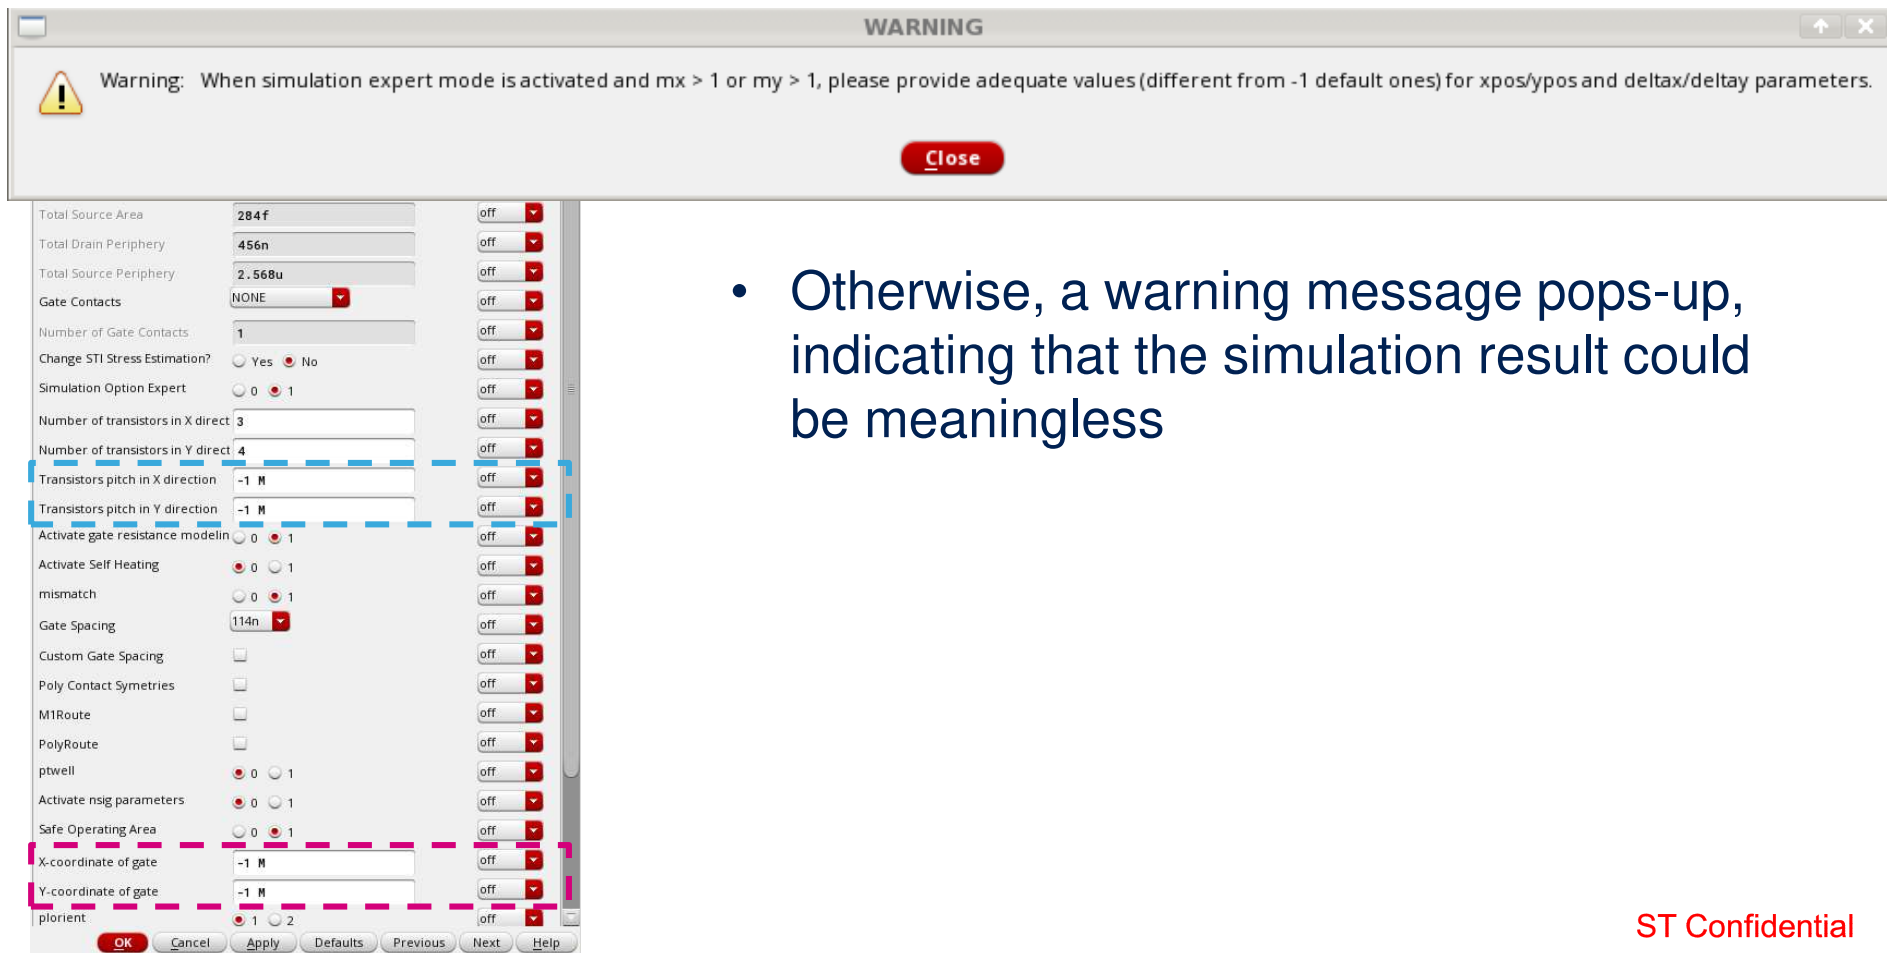 WARNING
Warning: When simulation expert mode is activated and mx > 1 or my > 1, please provide adequate values (different from -1 default ones) for xpos/ypos and deltax/deltay parameters.
Close
Total Source Area 284f off
Total Drain Periphery 456n off
Total Source Periphery 2.568u off
Gate Contacts NONE off
Number of Gate Contacts 1 off
Change STI Stress Estimation? Yes No off
Simulation Option Expert 0 1 off
Number of transistors in X direct 3 off
Number of transistors in Y direct 4 off
Transistors pitch in X direction -1 M off
Transistors pitch in Y direction -1 M off
Activate gate resistance modelin 0 1 off
Activate Self Heating 0 1 off
mismatch 0 1 off
Gate Spacing 114n off
Custom Gate Spacing off
Poly Contact Symetries off
M1Route off
PolyRoute off
ptwell 0 1 off
Activate nsig parameters 0 1 off
Safe Operating Area 0 1 off
X-coordinate of gate -1 M off
Y-coordinate of gate -1 M off
plorient 1 2 off
OK Cancel Apply Defaults Previous Next Help
• Otherwise, a warning message pops-up,
indicating that the simulation result could
be meaningless
ST Confidential